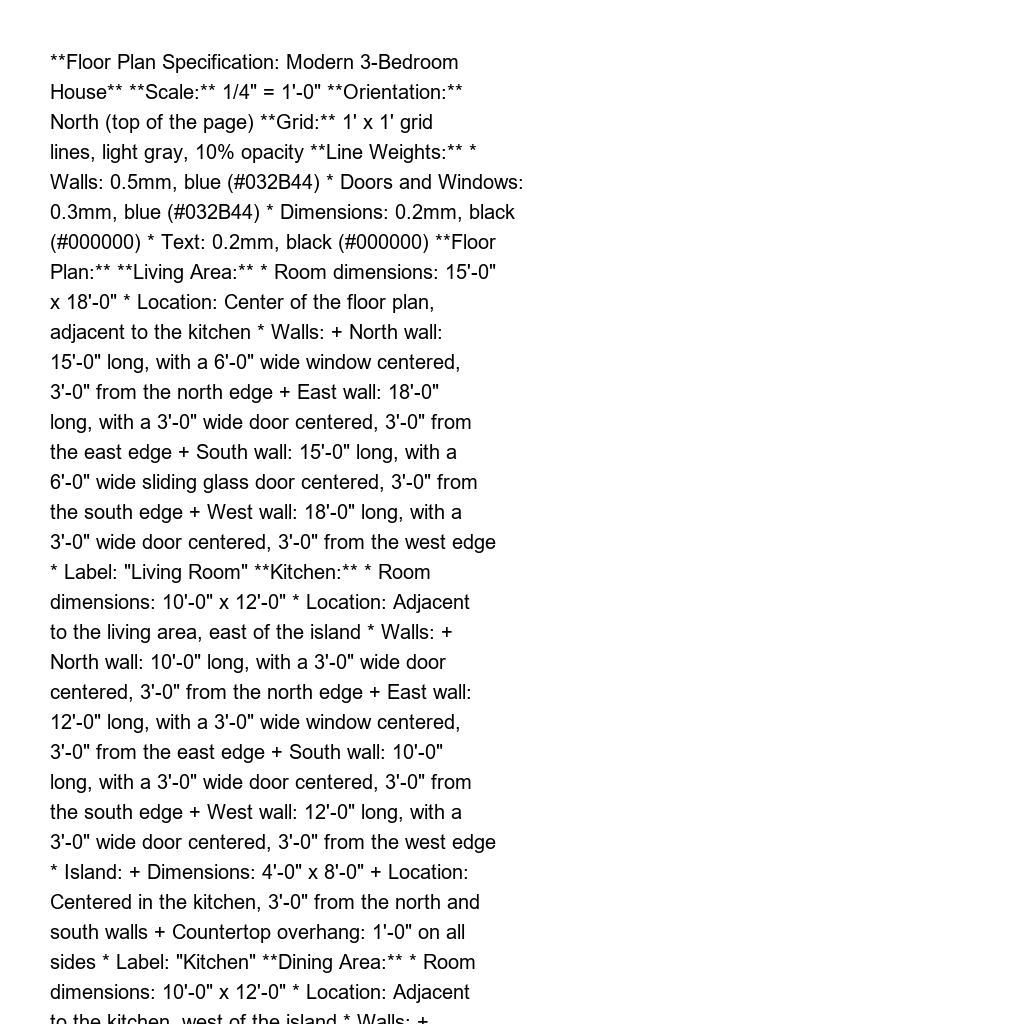 **Floor Plan Specification: Modern 3-Bedroom
House** **Scale:** 1/4" = 1'-0" **Orientation:**
North (top of the page) **Grid:** 1' x 1' grid
lines, light gray, 10% opacity **Line Weights:** *
Walls: 0.5mm, blue (#032B44) * Doors and Windows:
0.3mm, blue (#032B44) * Dimensions: 0.2mm, black
(#000000) * Text: 0.2mm, black (#000000) **Floor
Plan:** **Living Area:** * Room dimensions: 15'-0"
x 18'-0" * Location: Center of the floor plan,
adjacent to the kitchen * Walls: + North wall:
15'-0" long, with a 6'-0" wide window centered,
3'-0" from the north edge + East wall: 18'-0"
long, with a 3'-0" wide door centered, 3'-0" from
the east edge + South wall: 15'-0" long, with a
6'-0" wide sliding glass door centered, 3'-0" from
the south edge + West wall: 18'-0" long, with a
3'-0" wide door centered, 3'-0" from the west edge
* Label: "Living Room" **Kitchen:** * Room
dimensions: 10'-0" x 12'-0" * Location: Adjacent
to the living area, east of the island * Walls: +
North wall: 10'-0" long, with a 3'-0" wide door
centered, 3'-0" from the north edge + East wall:
12'-0" long, with a 3'-0" wide window centered,
3'-0" from the east edge + South wall: 10'-0"
long, with a 3'-0" wide door centered, 3'-0" from
the south edge + West wall: 12'-0" long, with a
3'-0" wide door centered, 3'-0" from the west edge
* Island: + Dimensions: 4'-0" x 8'-0" + Location:
Centered in the kitchen, 3'-0" from the north and
south walls + Countertop overhang: 1'-0" on all
sides * Label: "Kitchen" **Dining Area:** * Room
dimensions: 10'-0" x 12'-0" * Location: Adjacent
to the kitchen, west of the island * Walls: +